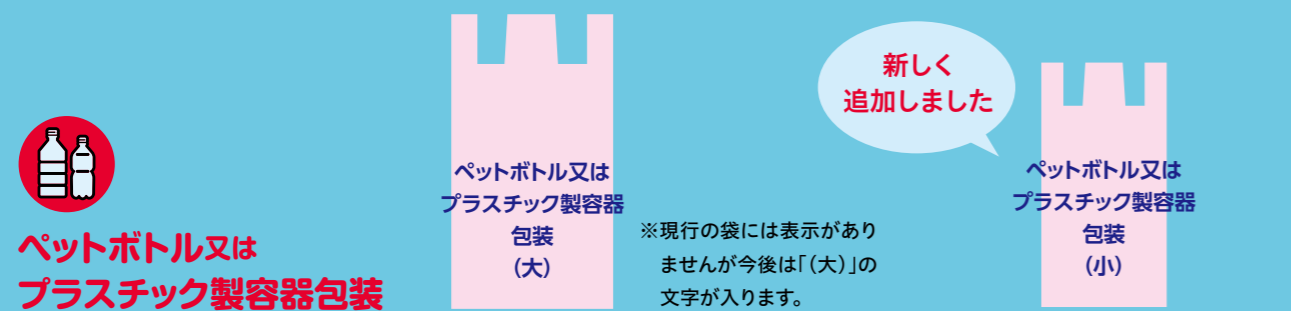 ペットボトル又は
プラスチック製容器包装
ペットボトル又は
プラスチック製容器
包装
(大)
※現行の袋には表示があり
ませんが今後は「(大)」の
文字が入ります。
新しく
追加しました
ペットボトル又は
プラスチック製容器
包装
(小)